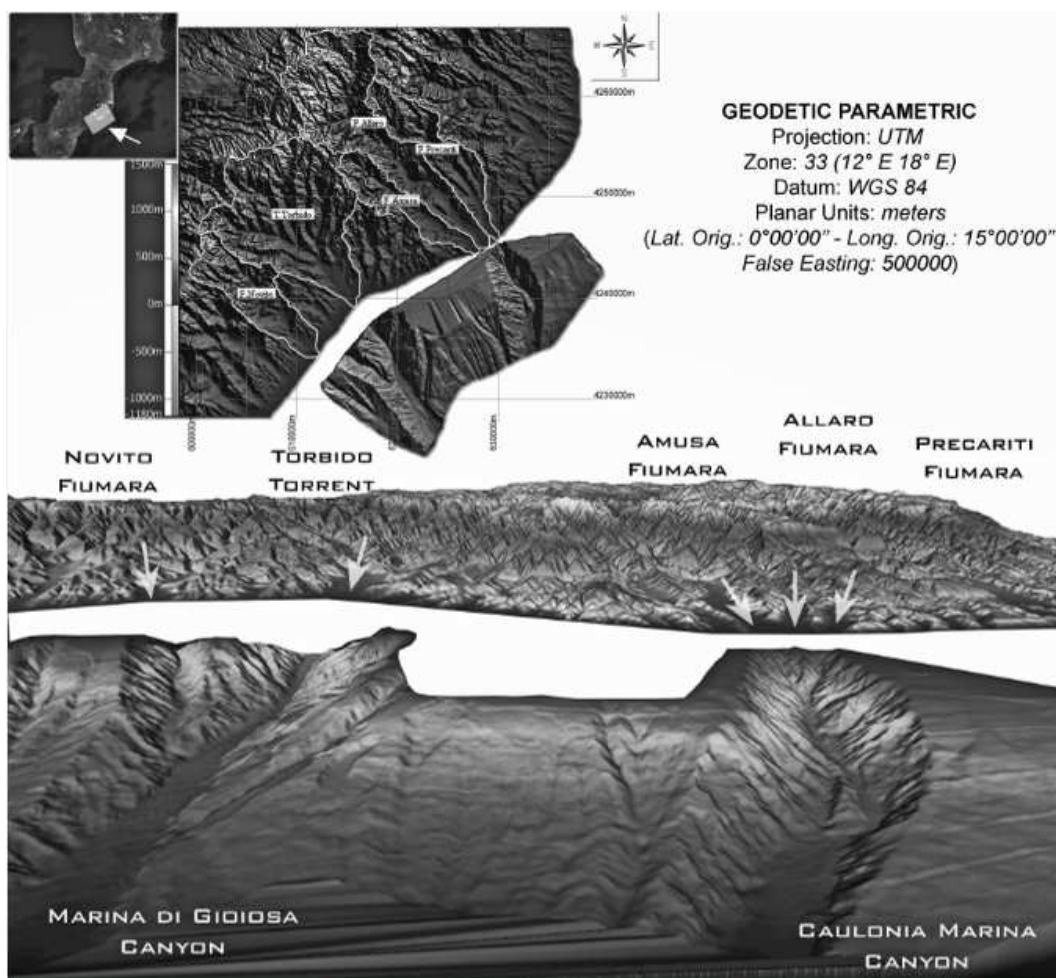 N
4260000m
GEODETIC PARAMETRIC
Projection: UTM
Zone: 33 (12° E 18° E)
Datum: WGS 84
Planar Units: meters
(Lat. Orig.: 0°00'00" - Long. Orig.: 15°00'00"
False Easting: 500000)
F. Allaro
F. Precariti
1500m
1000m
500m
0m
-500m
-1000m
-1180m
4250000m
F. Amusa
T. Torbido
4240000m
F. Novito
4230000m
600000m
610000m
NOVITO
FIUMARA
TORBIDO
TORRENT
AMUSA
FIUMARA
ALLARO
FIUMARA
PRECARITI
FIUMARA
MARINA DI GIOIOSA
CANYON
CAULONIA MARINA
CANYON